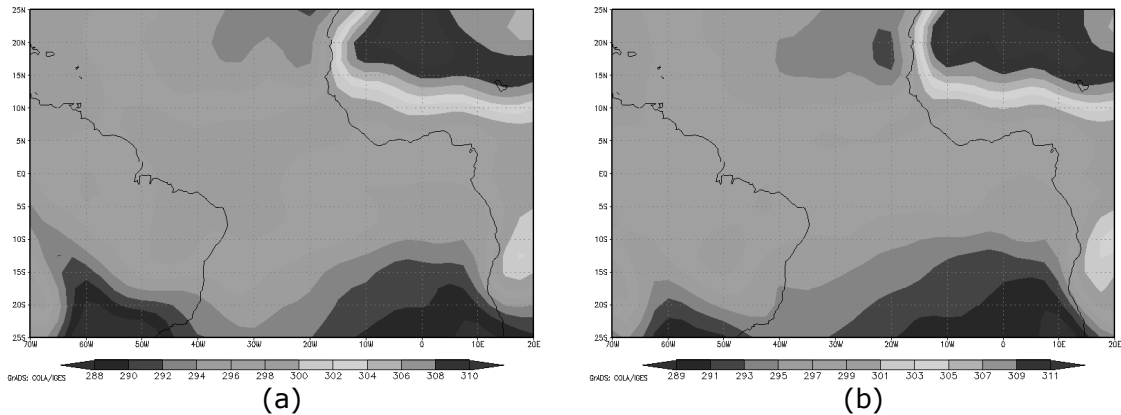 25N 25N
20N 20N
15N 15N
10N 10N
5N 5N
EQ EQ
5S 5S
10S 10S
15S 15S
20S 20S
25S 25S
70W 60W 50W 40W 30W 20W 10W 0 10E 20E 70W 60W 50W 40W 30W 20W 10W 0 10E 20E
288 290 292 294 296 298 300 302 304 306 308 310 289 291 293 295 297 299 301 303 305 307 309 311
GrADS: COLA/IGES GrADS: COLA/IGES
(a) (b)